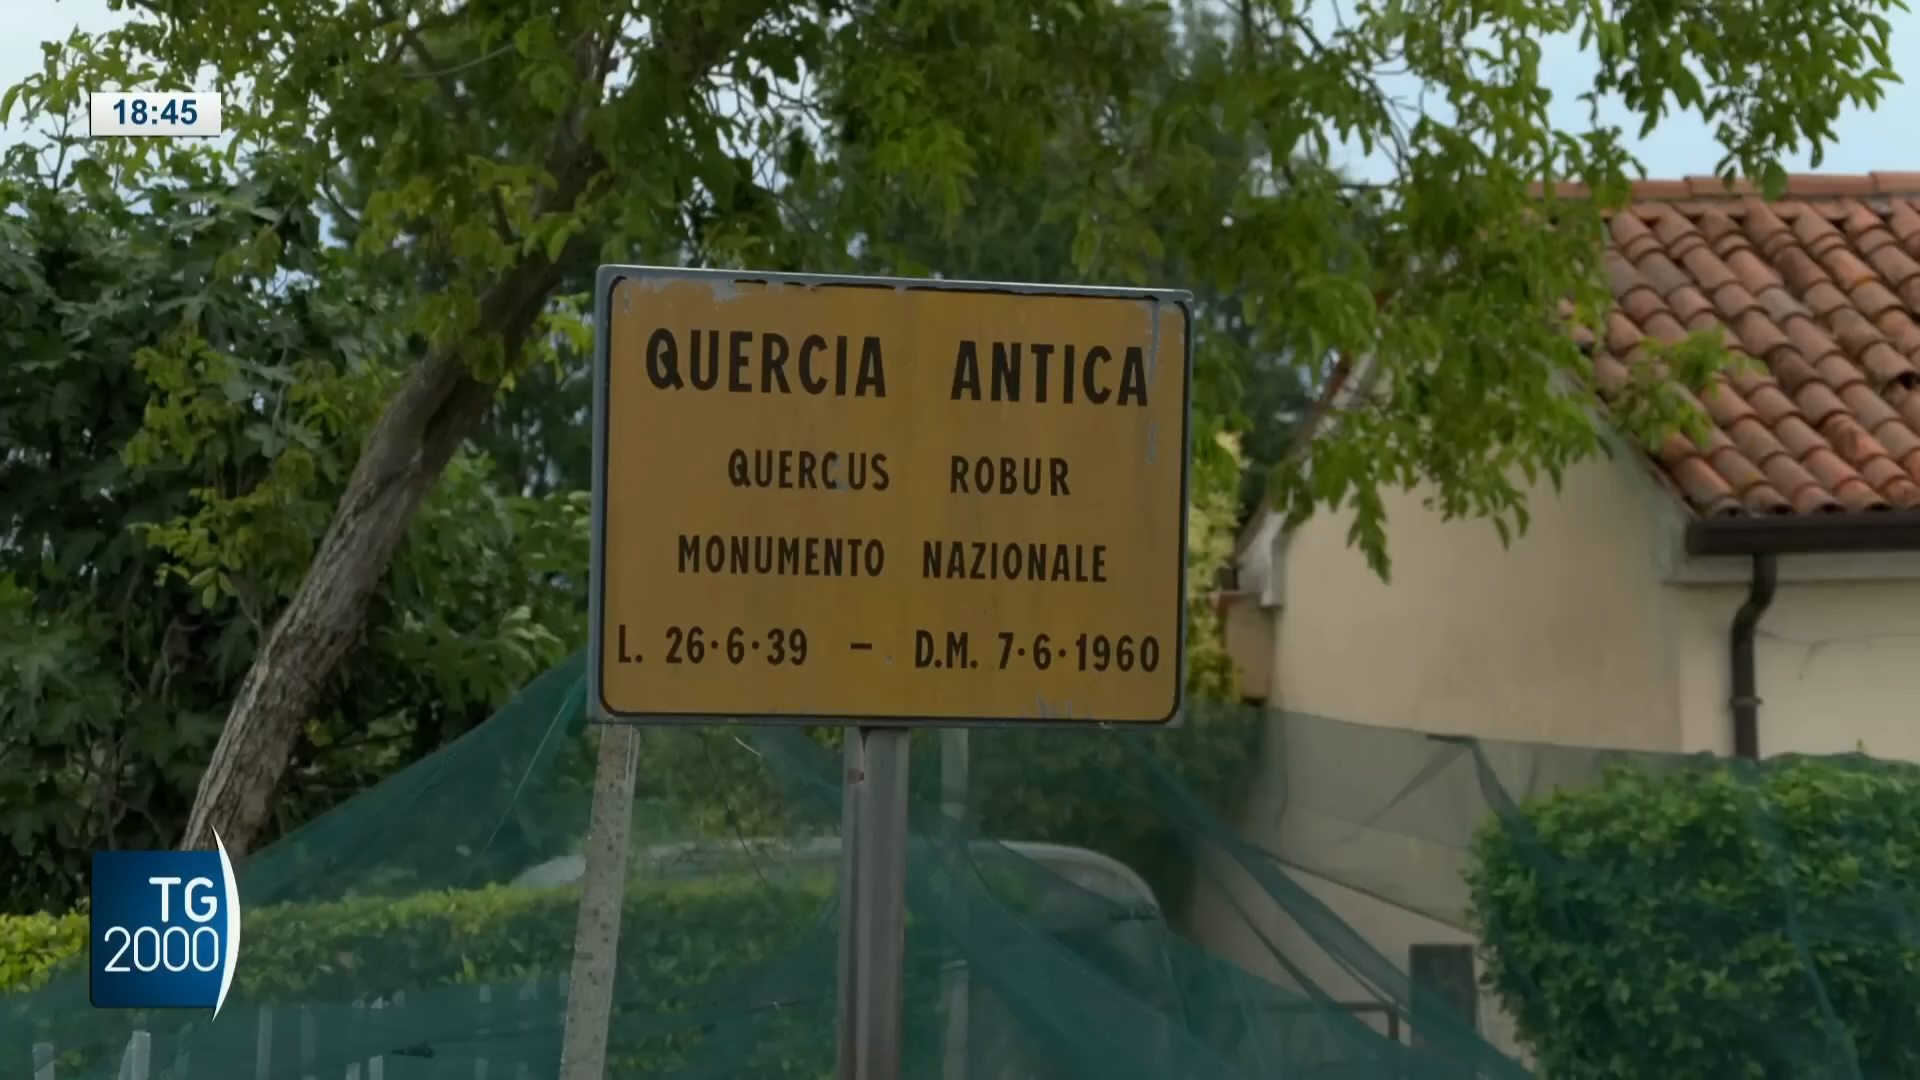 18:45
QUERCIA ANTICA
QUERCUS ROBUR
MONUMENTO NAZIONALE
L. 26·6·39 – D.M. 7·6·1960
TG
2000